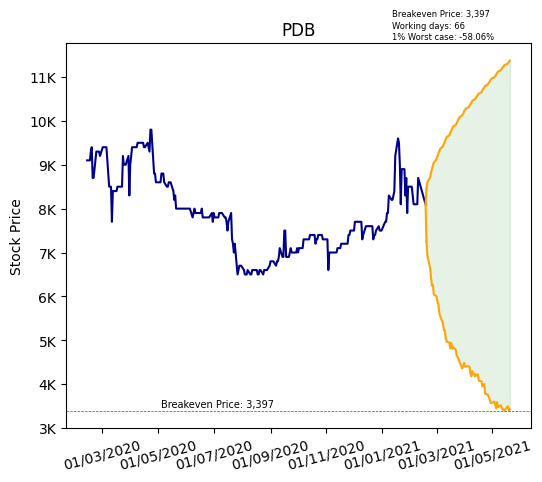 Breakeven Price: 3,397
Working days: 66
1% Worst case: -58.06%
PDB
Stock Price
11K
10K
9K
8K
7K
6K
5K
4K
3K
Breakeven Price: 3,397
01/03/2020
01/05/2020
01/07/2020
01/09/2020
01/11/2020
01/01/2021
01/03/2021
01/05/2021